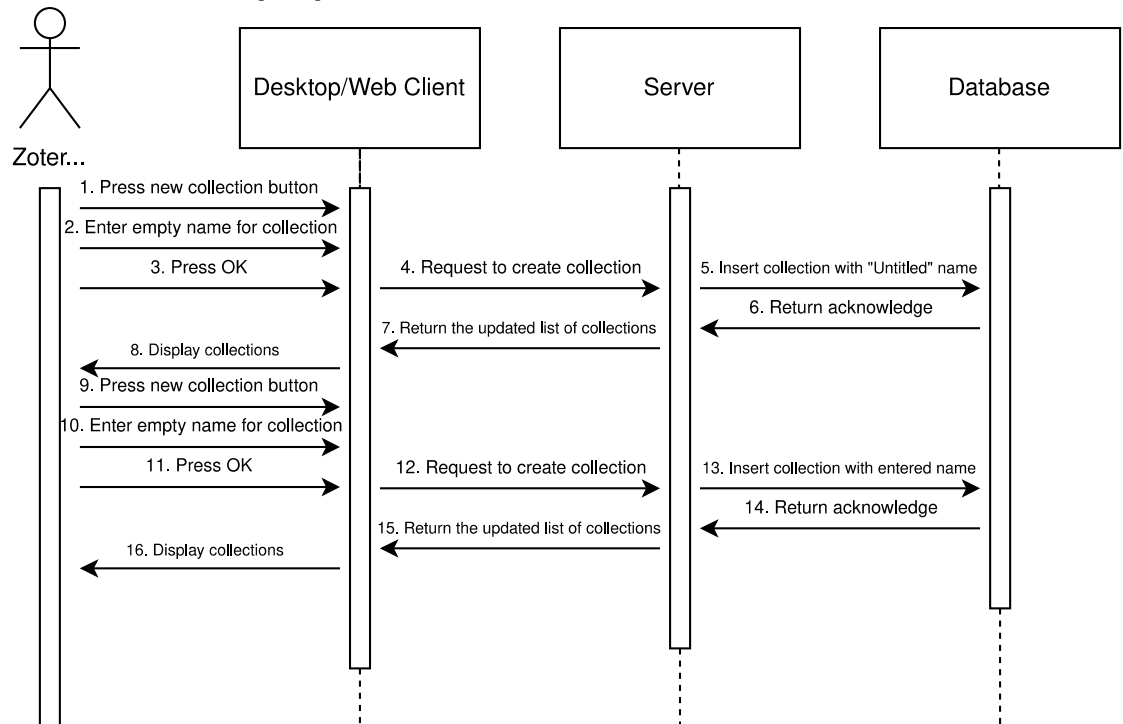 Desktop/Web Client
Server
Database
Zoter...
1. Press new collection button
2. Enter empty name for collection
3. Press OK
4. Request to create collection
5. Insert collection with "Untitled" name
6. Return acknowledge
7. Return the updated list of collections
8. Display collections
9. Press new collection button
10. Enter empty name for collection
11. Press OK
12. Request to create collection
13. Insert collection with entered name
14. Return acknowledge
15. Return the updated list of collections
16. Display collections